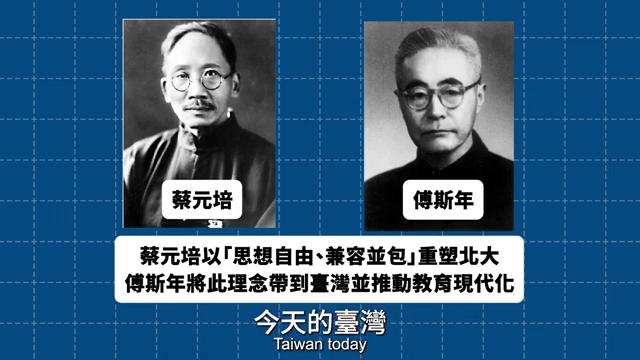 蔡元培
傅斯年
蔡元培以「思想自由、兼容並包」重塑北大
傅斯年將此理念帶到臺灣並推動教育現代化
今天的臺灣
Taiwan today